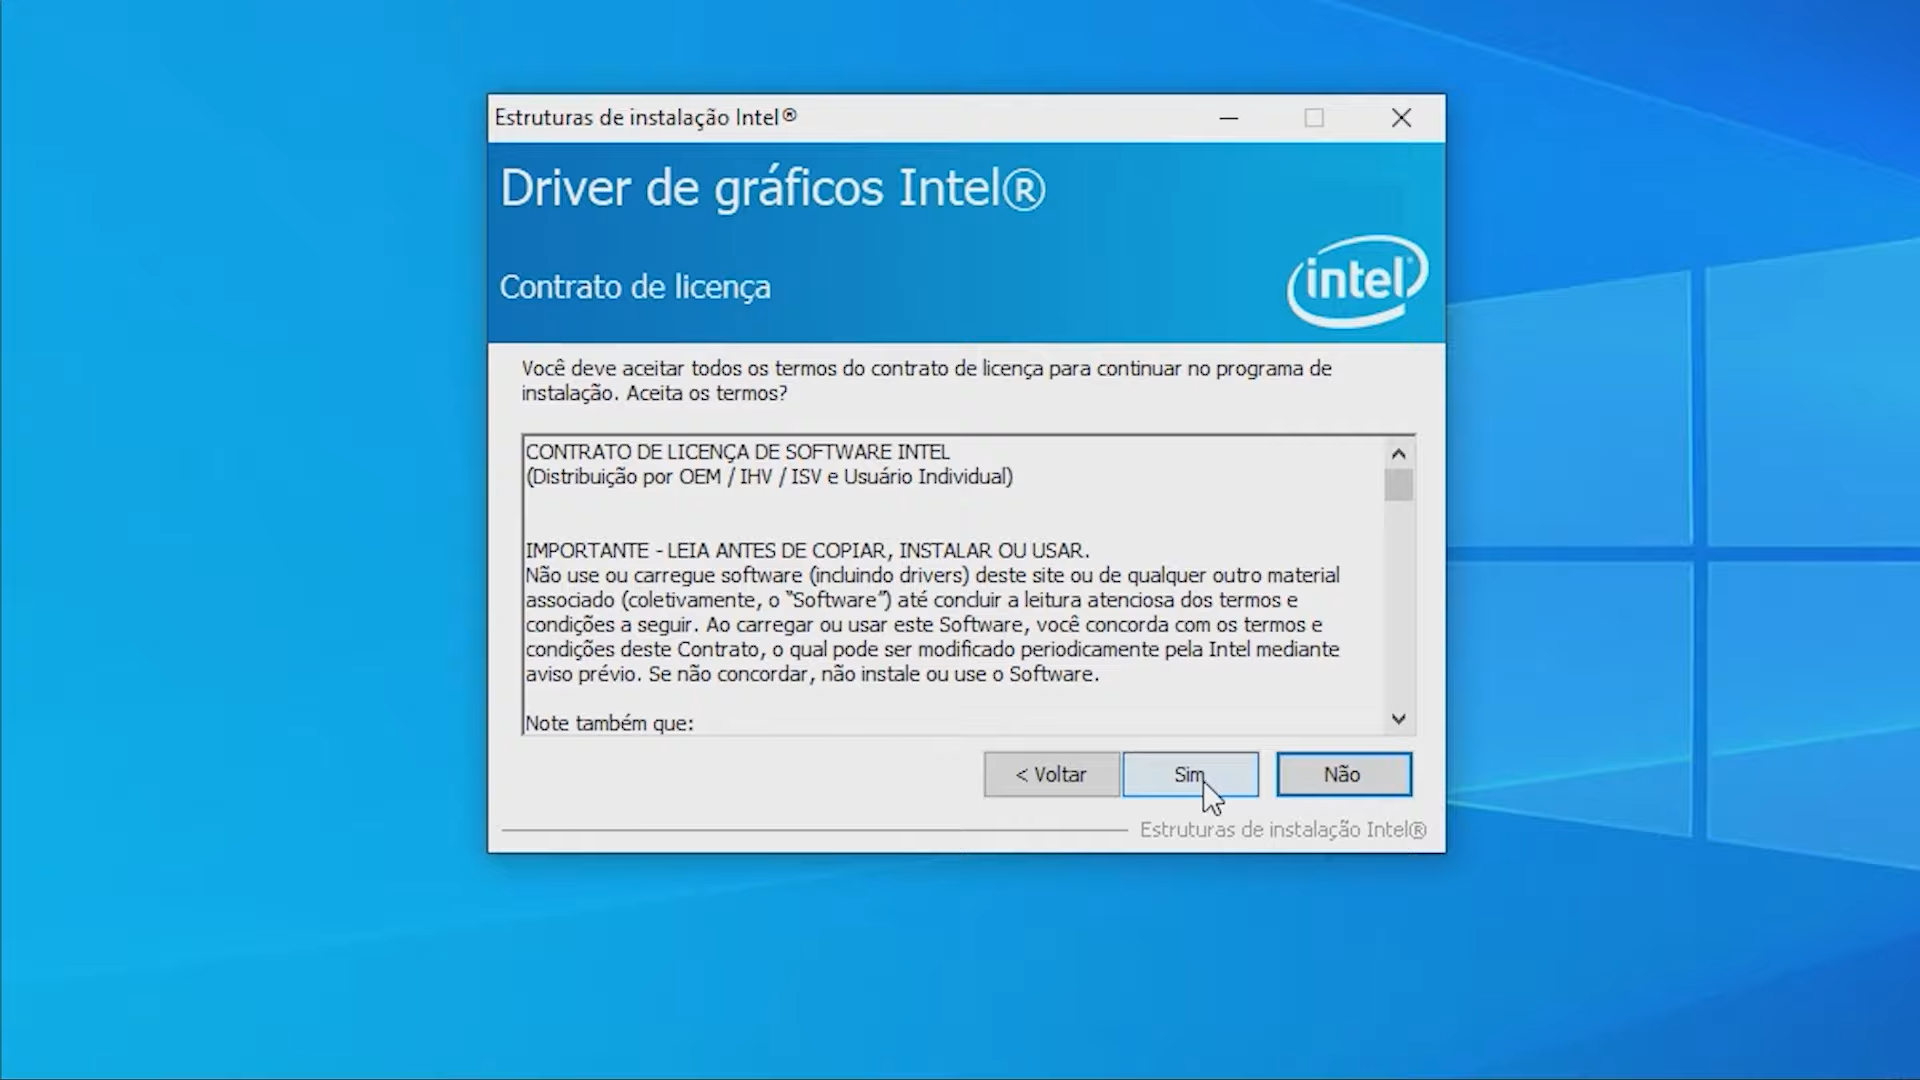 Estruturas de instalação Intel®
Driver de gráficos Intel®
Contrato de licença
intel
Você deve aceitar todos os termos do contrato de licença para continuar no programa de
instalação. Aceita os termos?
CONTRATO DE LICENÇA DE SOFTWARE INTEL
(Distribuição por OEM / IHV / ISV e Usuário Individual)
IMPORTANTE - LEIA ANTES DE COPIAR, INSTALAR OU USAR.
Não use ou carregue software (incluindo drivers) deste site ou de qualquer outro material
associado (coletivamente, o “Software”) até concluir a leitura atenciosa dos termos e
condições a seguir. Ao carregar ou usar este Software, você concorda com os termos e
condições deste Contrato, o qual pode ser modificado periodicamente pela Intel mediante
aviso prévio. Se não concordar, não instale ou use o Software.
Note também que:
< Voltar
Sim
Não
Estruturas de instalação Intel®